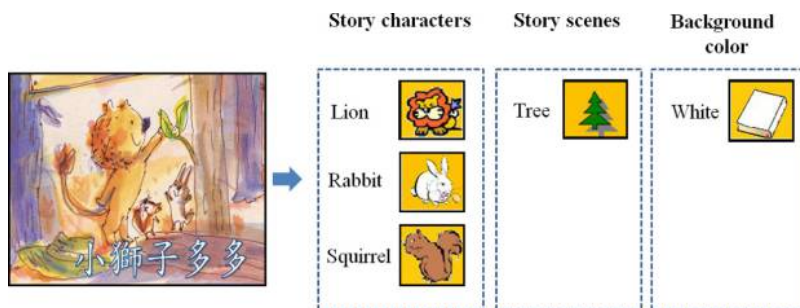 Story characters
Story scenes
Background color
Lion
Rabbit
Squirrel
Tree
White
小獅子多多